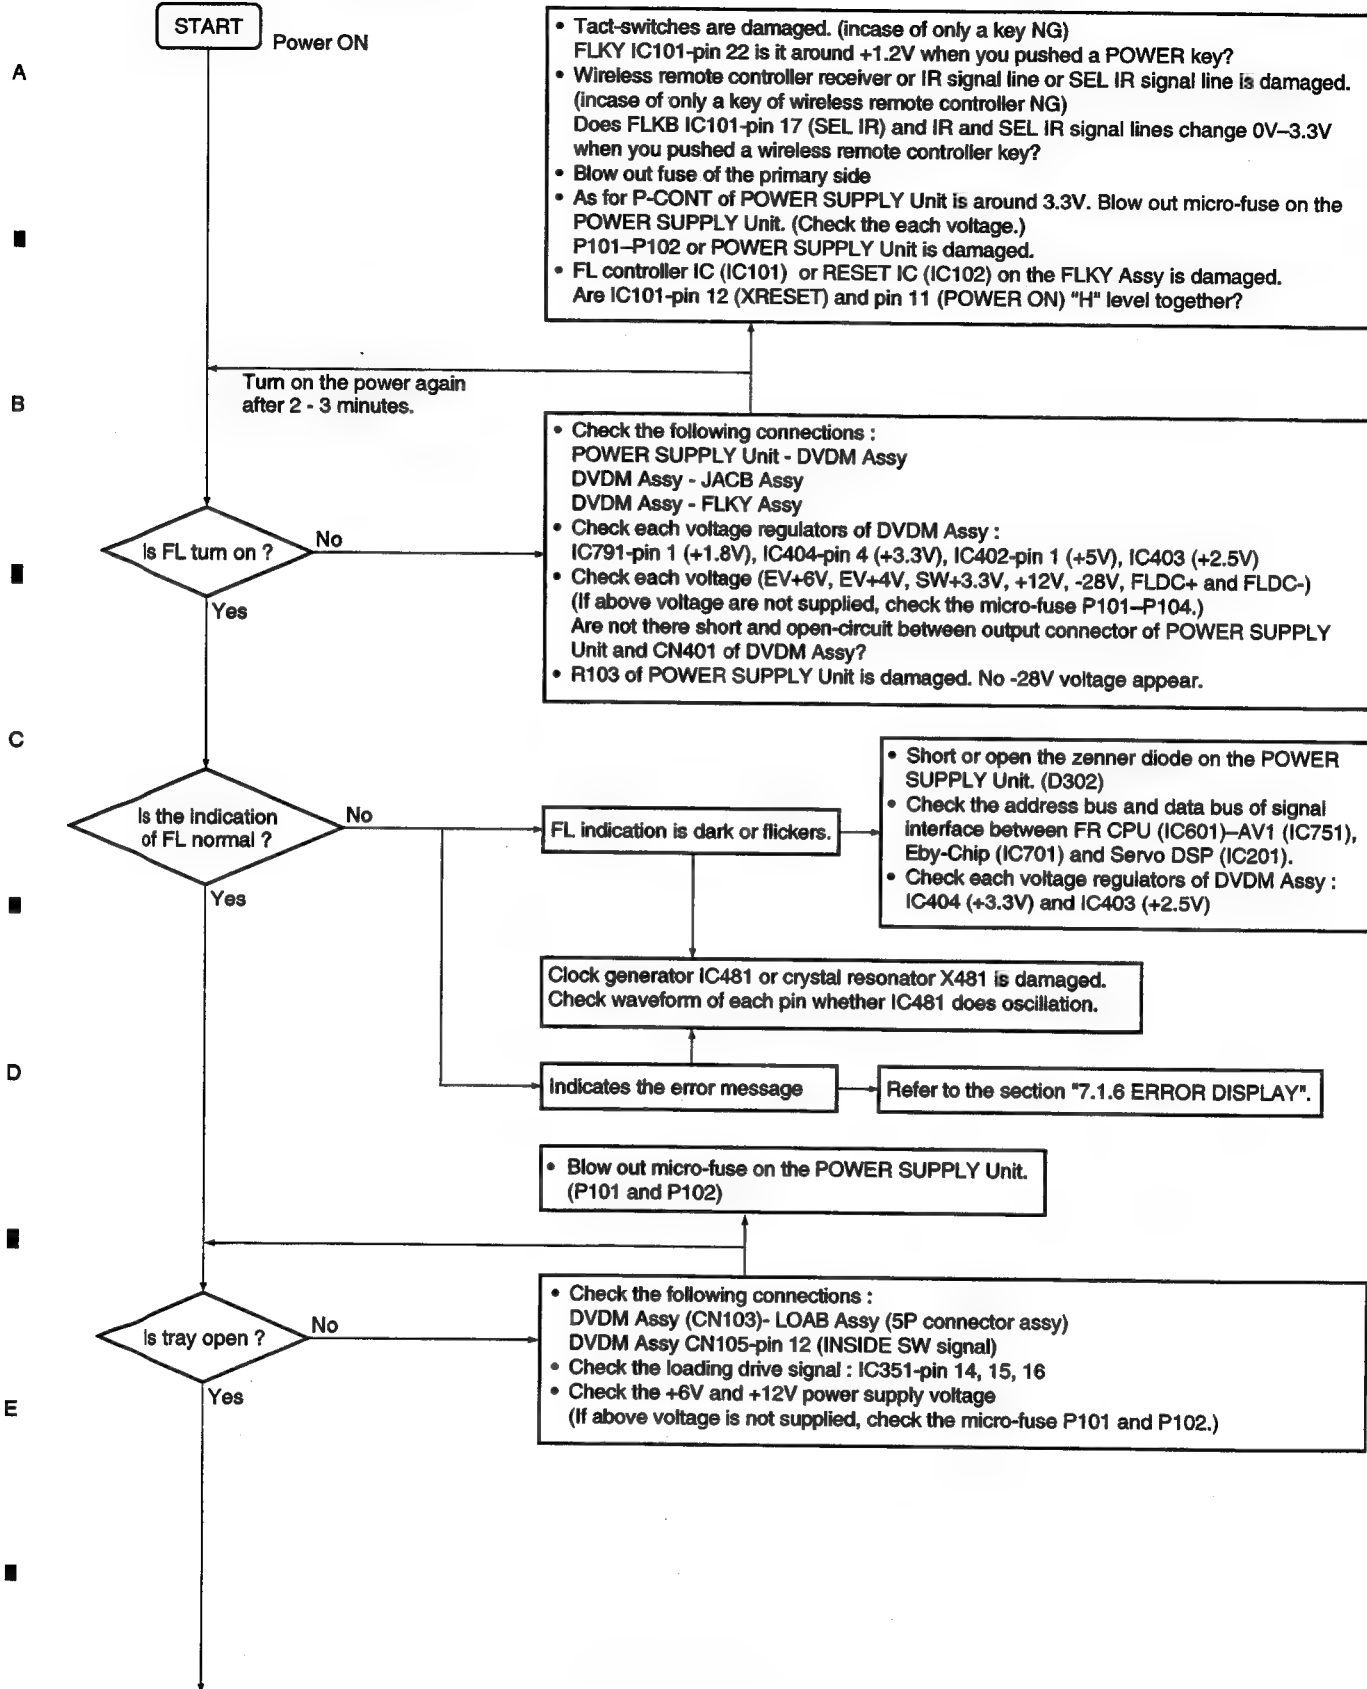 START
Power ON
A
• Tact-switches are damaged. (incase of only a key NG)
FLKY IC101-pin 22 is it around +1.2V when you pushed a POWER key?
• Wireless remote controller receiver or IR signal line or SEL IR signal line is damaged.
(incase of only a key of wireless remote controller NG)
Does FLKB IC101-pin 17 (SEL IR) and IR and SEL IR signal lines change 0V–3.3V
when you pushed a wireless remote controller key?
• Blow out fuse of the primary side
• As for P-CONT of POWER SUPPLY Unit is around 3.3V. Blow out micro-fuse on the
POWER SUPPLY Unit. (Check the each voltage.)
P101–P102 or POWER SUPPLY Unit is damaged.
• FL controller IC (IC101) or RESET IC (IC102) on the FLKY Assy is damaged.
Are IC101-pin 12 (XRESET) and pin 11 (POWER ON) "H" level together?
Turn on the power again
after 2 - 3 minutes.
B
• Check the following connections :
POWER SUPPLY Unit - DVDM Assy
DVDM Assy - JACB Assy
DVDM Assy - FLKY Assy
• Check each voltage regulators of DVDM Assy :
IC791-pin 1 (+1.8V), IC404-pin 4 (+3.3V), IC402-pin 1 (+5V), IC403 (+2.5V)
• Check each voltage (EV+6V, EV+4V, SW+3.3V, +12V, -28V, FLDC+ and FLDC-)
(If above voltage are not supplied, check the micro-fuse P101–P104.)
Are not there short and open-circuit between output connector of POWER SUPPLY
Unit and CN401 of DVDM Assy?
• R103 of POWER SUPPLY Unit is damaged. No -28V voltage appear.
Is FL turn on ?
No
Yes
C
Is the indication
of FL normal ?
No
Yes
FL indication is dark or flickers.
• Short or open the zenner diode on the POWER
SUPPLY Unit. (D302)
• Check the address bus and data bus of signal
interface between FR CPU (IC601)–AV1 (IC751),
Eby-Chip (IC701) and Servo DSP (IC201).
• Check each voltage regulators of DVDM Assy :
IC404 (+3.3V) and IC403 (+2.5V)
Clock generator IC481 or crystal resonator X481 is damaged.
Check waveform of each pin whether IC481 does oscillation.
D
Indicates the error message
Refer to the section "7.1.6 ERROR DISPLAY".
• Blow out micro-fuse on the POWER SUPPLY Unit.
(P101 and P102)
Is tray open ?
No
Yes
• Check the following connections :
DVDM Assy (CN103)- LOAB Assy (5P connector assy)
DVDM Assy CN105-pin 12 (INSIDE SW signal)
• Check the loading drive signal : IC351-pin 14, 15, 16
• Check the +6V and +12V power supply voltage
(If above voltage is not supplied, check the micro-fuse P101 and P102.)
E